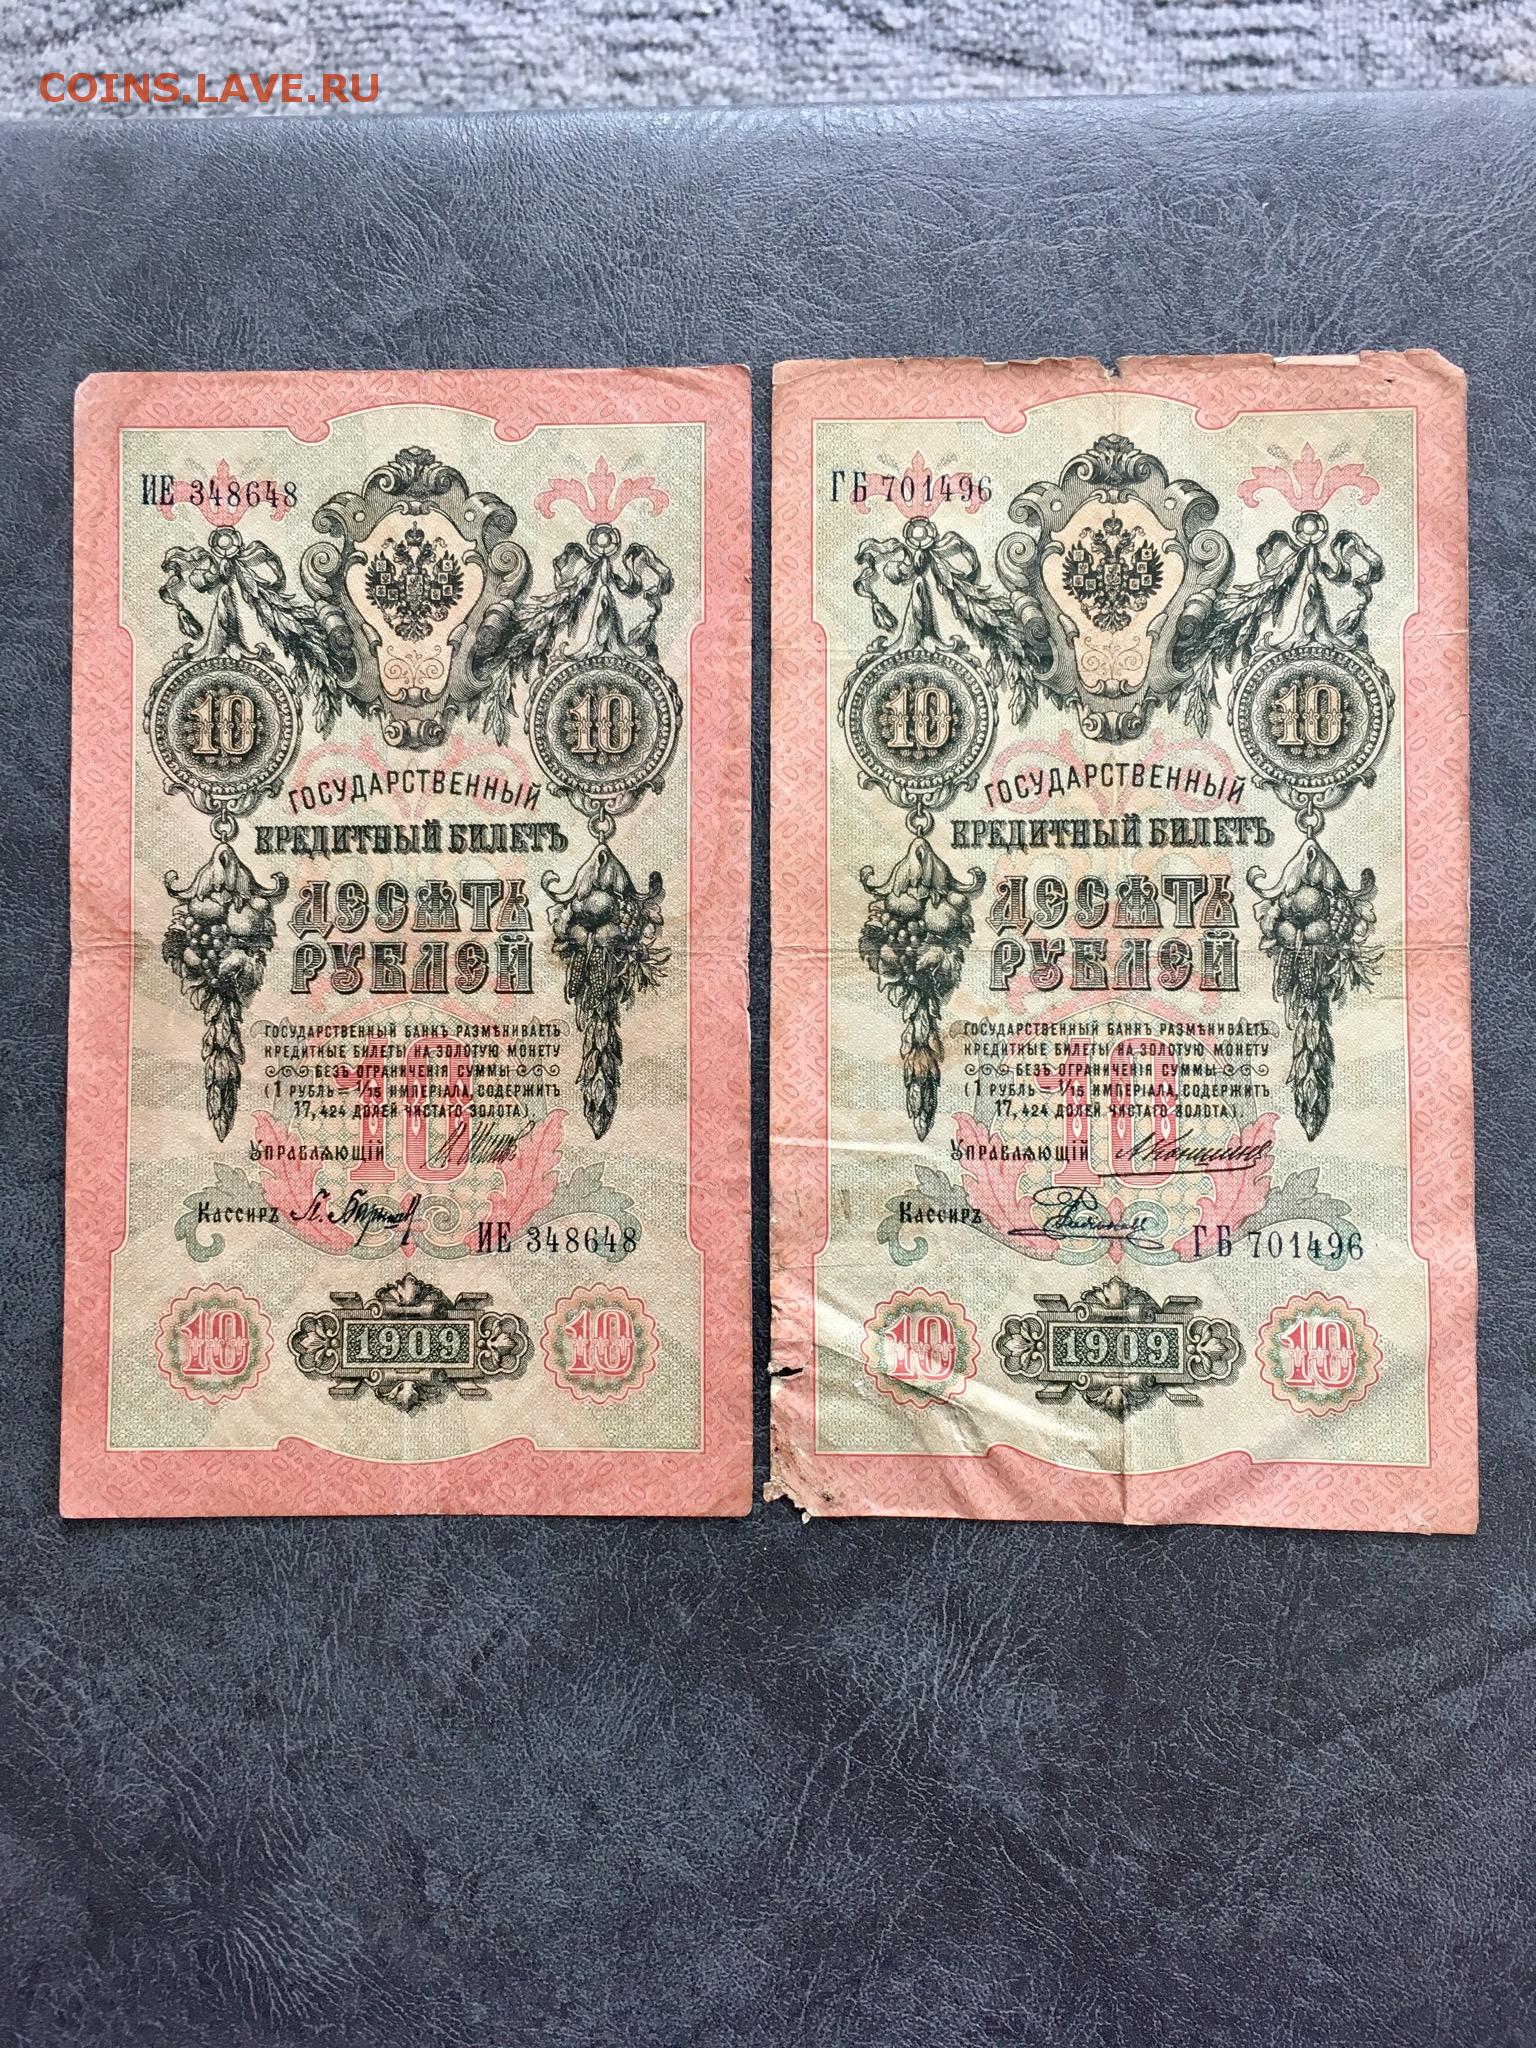 COINS.LAVE.RU
ИЕ 348648
10 10
ГОСУДАРСТВЕННЫЙ
КРЕДИТНЫЙ БИЛЕТЪ
ДЕСЯТЬ
РУБЛЕЙ
ГОСУДАРСТВЕННЫЙ БАНКЪ РАЗМѢНИВАЕТЪ
КРЕДИТНЫЕ БИЛЕТЫ НА ЗОЛОТУЮ МОНЕТУ
БЕЗЪ ОГРАНИЧЕНІЯ СУММЫ
(1 РУБЛЬ = 1/15 ИМПЕРІАЛА, СОДЕРЖИТЪ
17,424 ДОЛЕЙ ЧИСТАГО ЗОЛОТА).
10
Управляющій
Кассиръ
ИЕ 348648
10 1909 10
ГБ 701496
10 10
ГОСУДАРСТВЕННЫЙ
КРЕДИТНЫЙ БИЛЕТЪ
ДЕСЯТЬ
РУБЛЕЙ
ГОСУДАРСТВЕННЫЙ БАНКЪ РАЗМѢНИВАЕТЪ
КРЕДИТНЫЕ БИЛЕТЫ НА ЗОЛОТУЮ МОНЕТУ
БЕЗЪ ОГРАНИЧЕНІЯ СУММЫ
(1 РУБЛЬ = 1/15 ИМПЕРІАЛА, СОДЕРЖИТЪ
17,424 ДОЛЕЙ ЧИСТАГО ЗОЛОТА).
10
Управляющій А Коншинъ
Кассиръ
ГБ 701496
10 1909 10